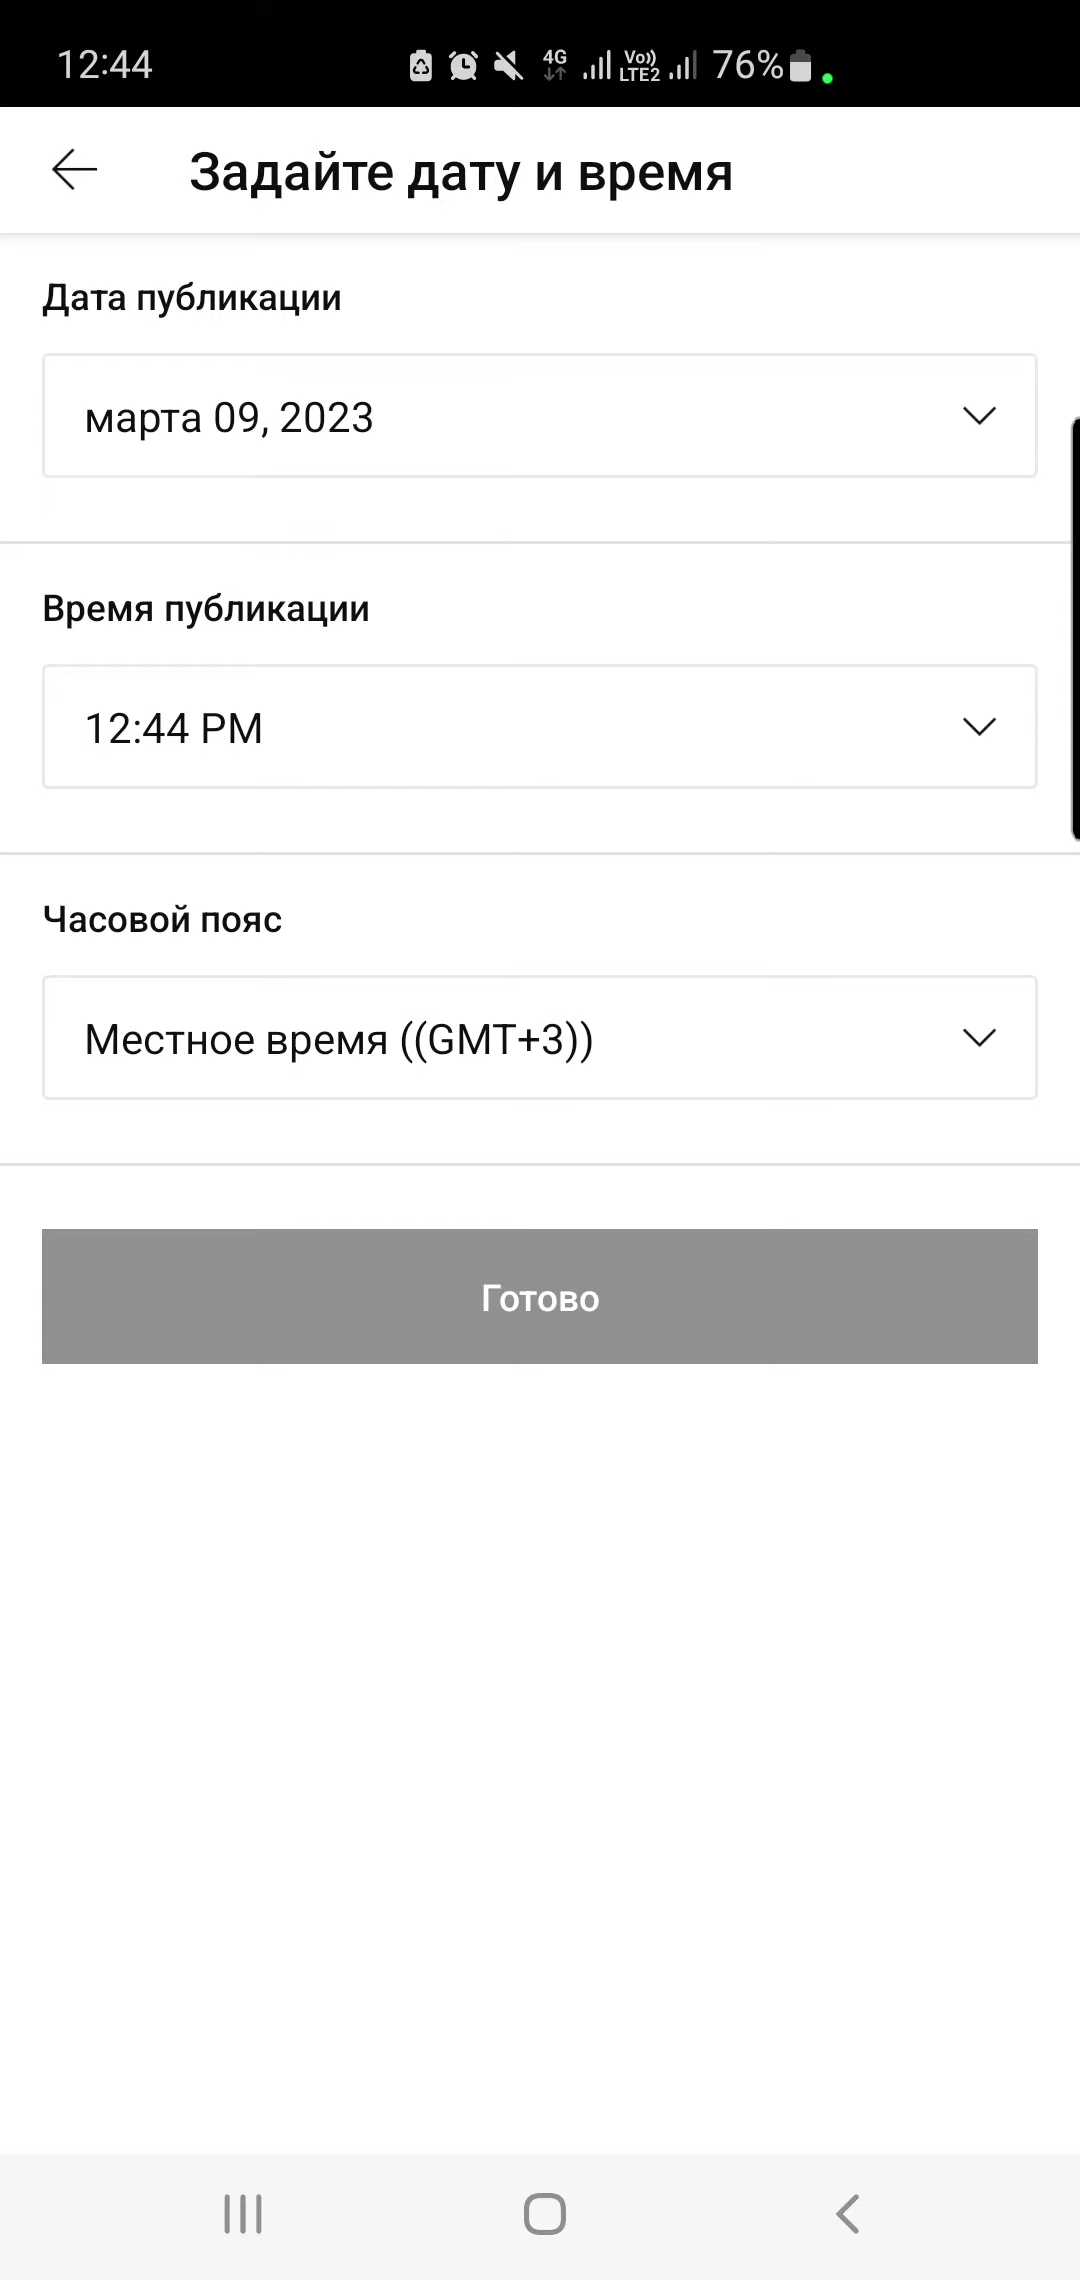 12:44 4G Vo)) LTE2 76%
Задайте дату и время
Дата публикации
марта 09, 2023
Время публикации
12:44 PM
Часовой пояс
Местное время ((GMT+3))
Готово